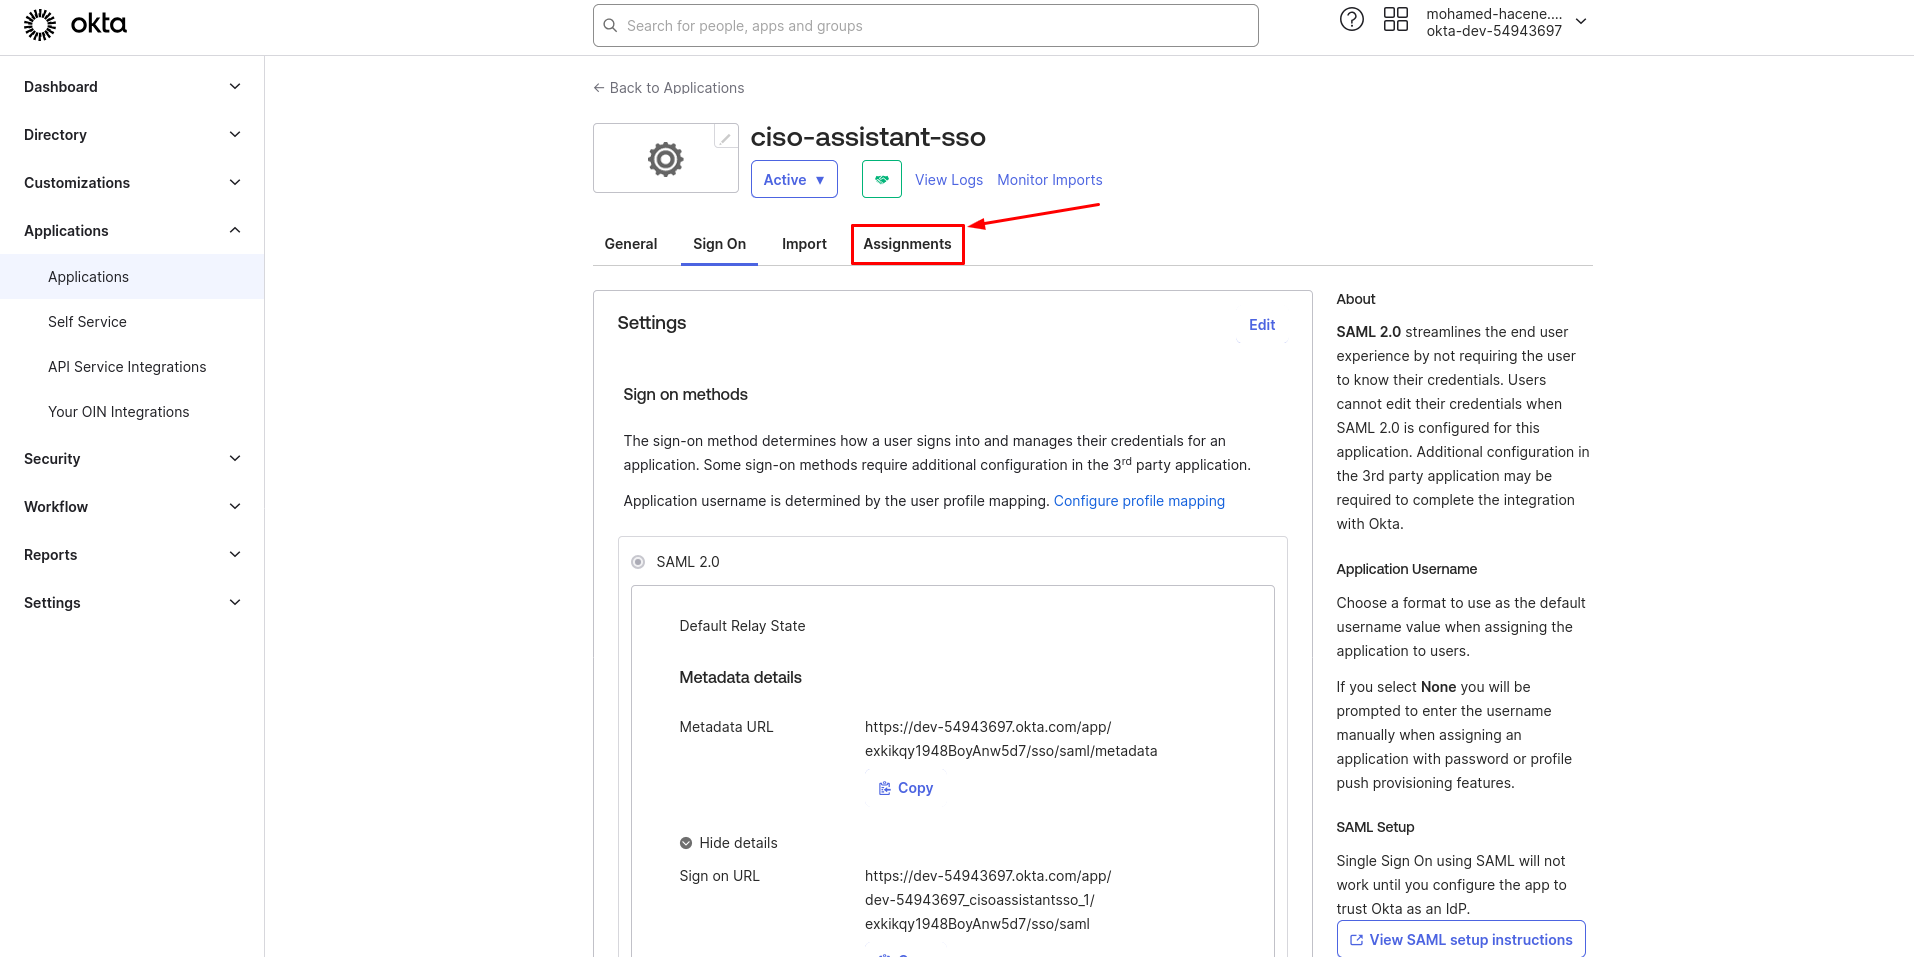 okta
Search for people, apps and groups
mohamed-hacene....
okta-dev-54943697
Dashboard
Directory
Customizations
Applications
Applications
Self Service
API Service Integrations
Your OIN Integrations
Security
Workflow
Reports
Settings
← Back to Applications
ciso-assistant-sso
Active ▼
View Logs
Monitor Imports
General
Sign On
Import
Assignments
Settings
Edit
Sign on methods
The sign-on method determines how a user signs into and manages their credentials for an
application. Some sign-on methods require additional configuration in the 3rd party application.
Application username is determined by the user profile mapping. Configure profile mapping
SAML 2.0
Default Relay State
Metadata details
Metadata URL
https://dev-54943697.okta.com/app/
exkikqy1948BoyAnw5d7/sso/saml/metadata
Copy
Hide details
Sign on URL
https://dev-54943697.okta.com/app/
dev-54943697_cisoassistantsso_1/
exkikqy1948BoyAnw5d7/sso/saml
About
SAML 2.0 streamlines the end user
experience by not requiring the user
to know their credentials. Users
cannot edit their credentials when
SAML 2.0 is configured for this
application. Additional configuration in
the 3rd party application may be
required to complete the integration
with Okta.
Application Username
Choose a format to use as the default
username value when assigning the
application to users.
If you select None you will be
prompted to enter the username
manually when assigning an
application with password or profile
push provisioning features.
SAML Setup
Single Sign On using SAML will not
work until you configure the app to
trust Okta as an IdP.
View SAML setup instructions